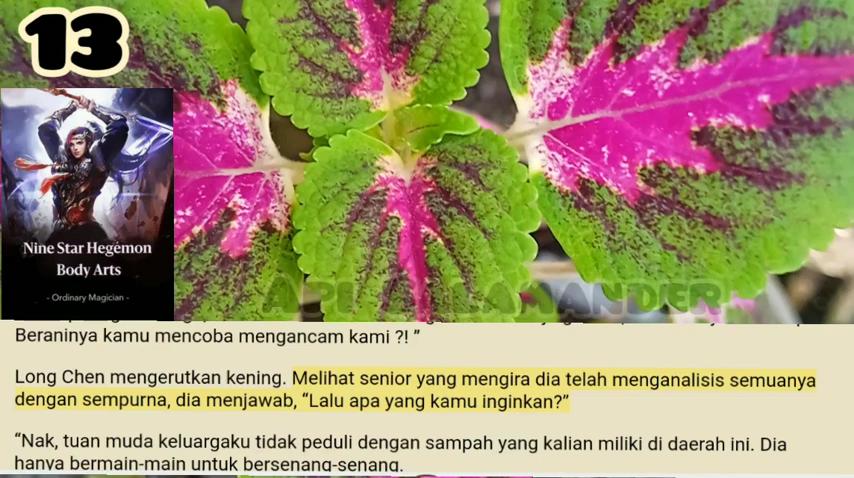 13
Nine Star Hegemon
Body Arts
- Ordinary Magician -
API SALAMANDER
Beraninya kamu mencoba mengancam kami ?! ”
Long Chen mengerutkan kening. Melihat senior yang mengira dia telah menganalisis semuanya
dengan sempurna, dia menjawab, “Lalu apa yang kamu inginkan?”
“Nak, tuan muda keluargaku tidak peduli dengan sampah yang kalian miliki di daerah ini. Dia
hanya bermain-main untuk bersenang-senang.